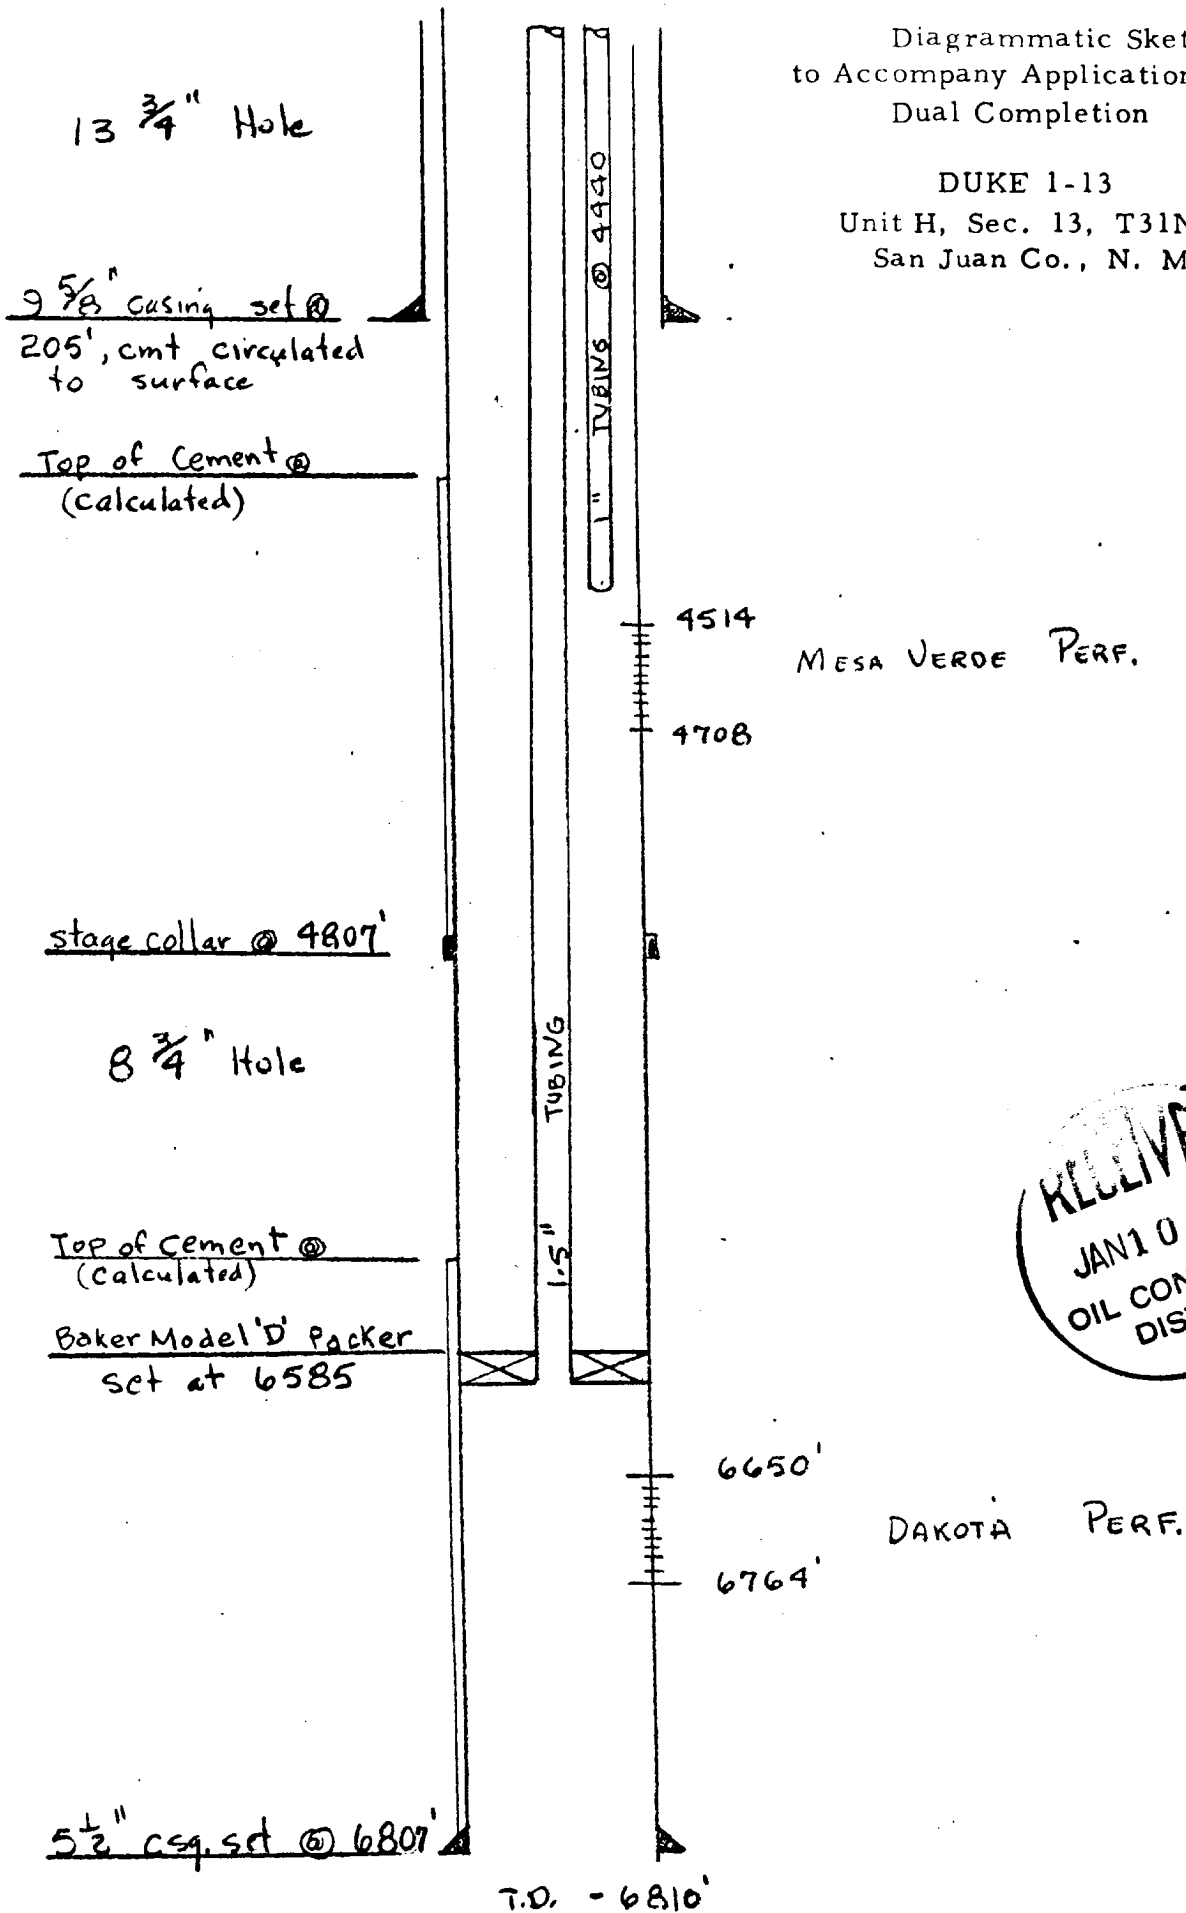 Diagrammatic Sket
to Accompany Application
Dual Completion
DUKE 1-13
Unit H, Sec. 13, T31N
San Juan Co., N. M
13 3/4" Hole
1" TUBING @ 4440
9 5/8" casing set @
205', cmt circulated
to surface
Top of Cement @
(Calculated)
4514
MESA VERDE PERF.
4708
stage collar @ 4807'
8 3/4" Hole
1.5" TUBING
RECEIVE
JAN 10
OIL CON
DIS
Top of Cement @
(Calculated)
Baker Model 'D' Packer
set at 6585
6650'
DAKOTA PERF.
6764'
5 1/2" csg. set @ 6807'
T.D. - 6810'